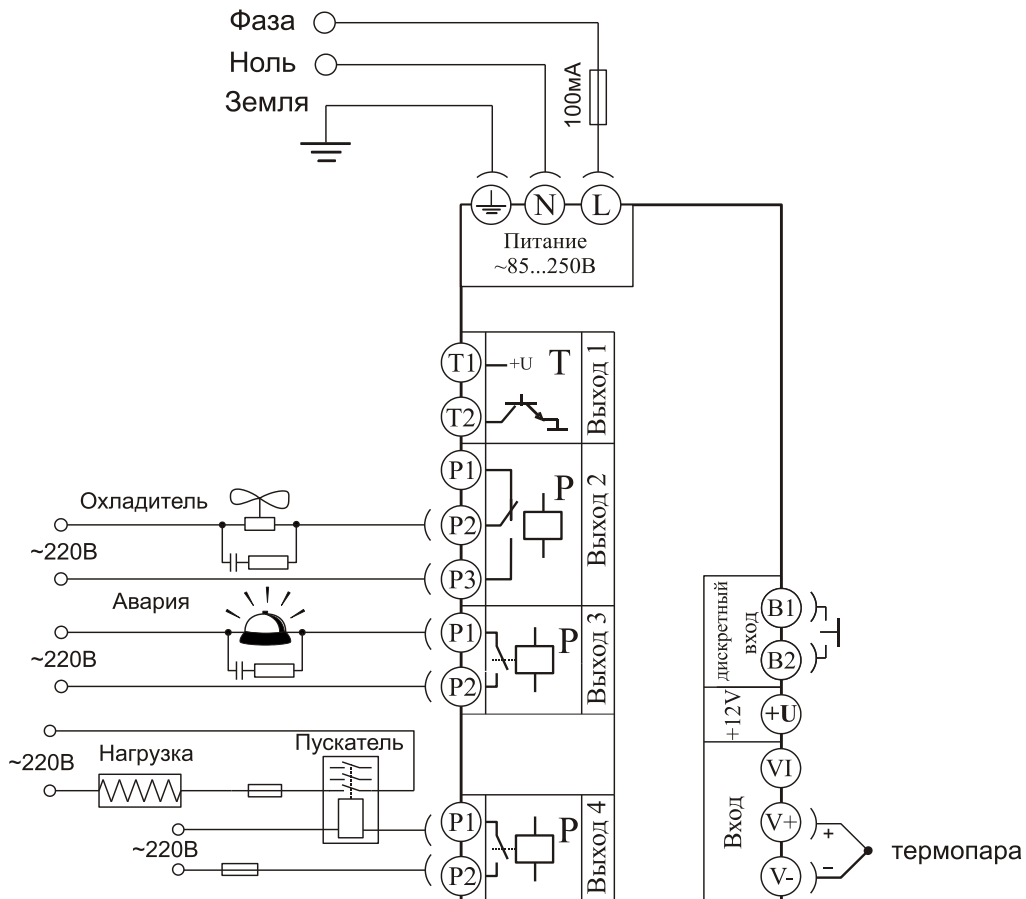 Фаза
Ноль
Земля
100мА
N
L
Питание
~85...250В
T1
+U
T
T2
Выход 1
P1
P
Охладитель
P2
~220В
P3
Выход 2
Авария
P1
P
~220В
P2
Выход 3
Нагрузка
Пускатель
~220В
P1
P
~220В
P2
Выход 4
дискретный
вход
B1
B2
+12V
+U
VI
Вход
V+
+
термопара
V-
−